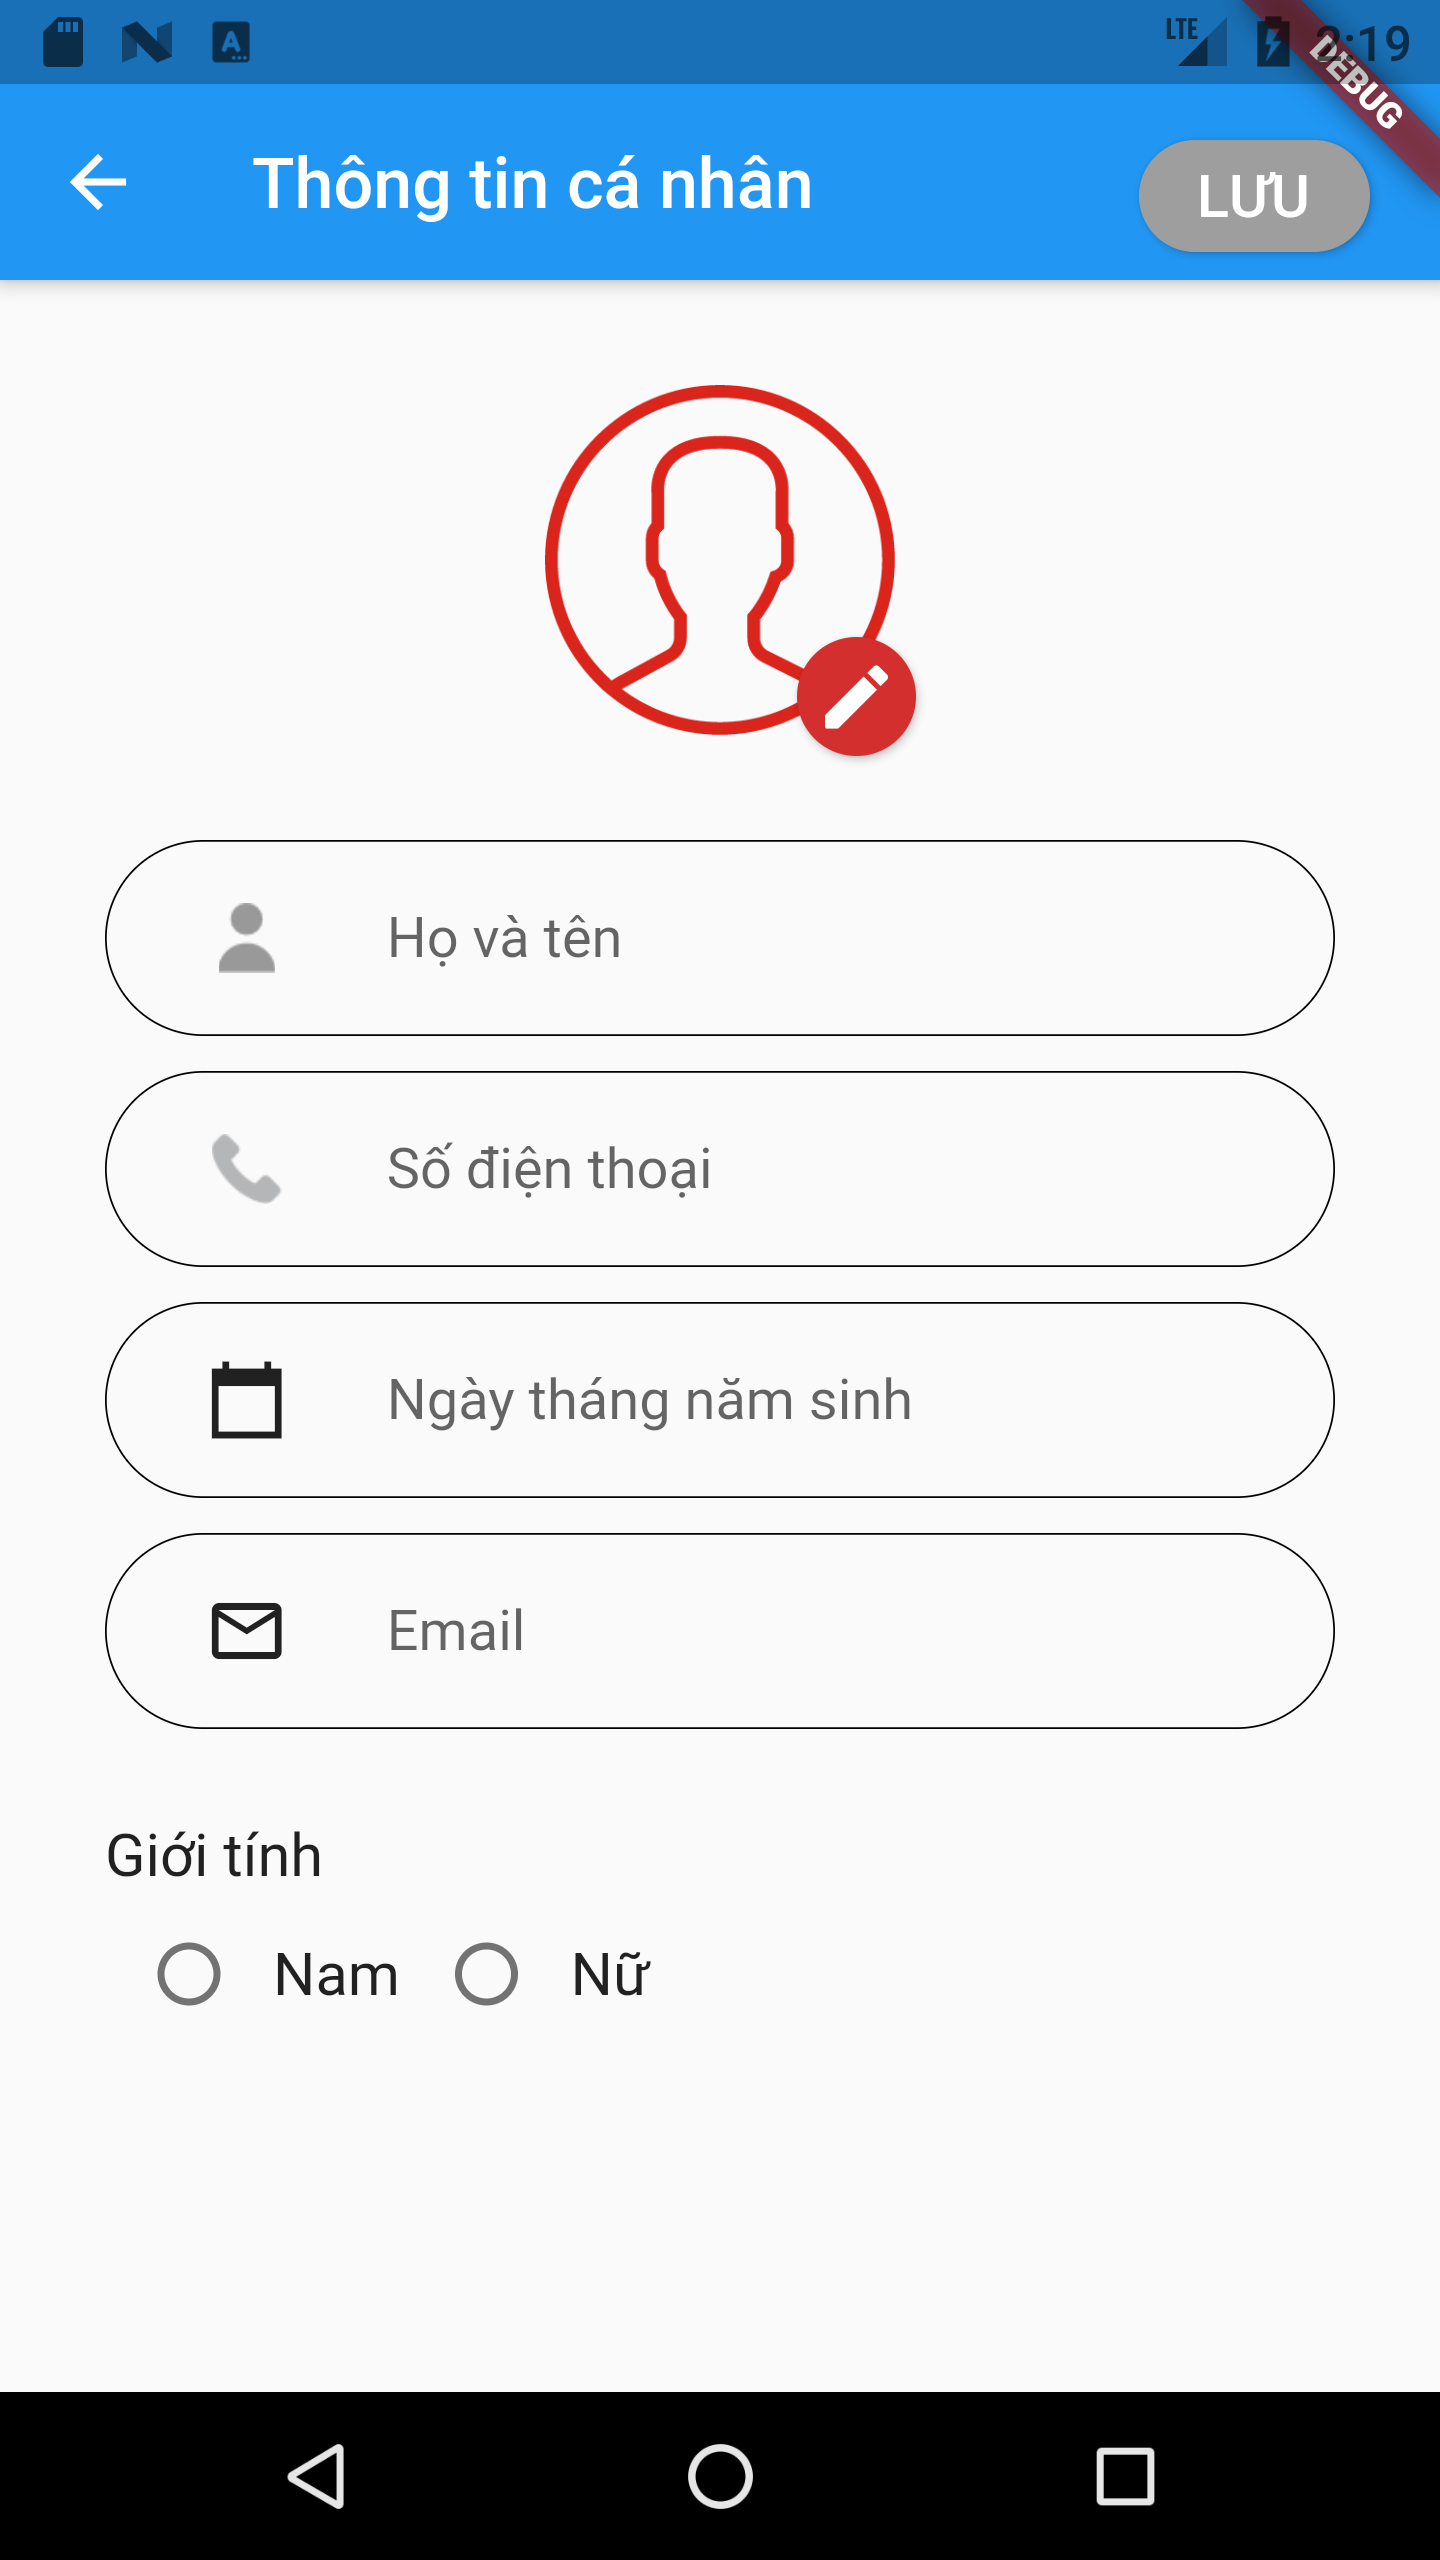 LTE 2:19
DEBUG
Thông tin cá nhân
LƯU
Họ và tên
Số điện thoại
Ngày tháng năm sinh
Email
Giới tính
Nam Nữ